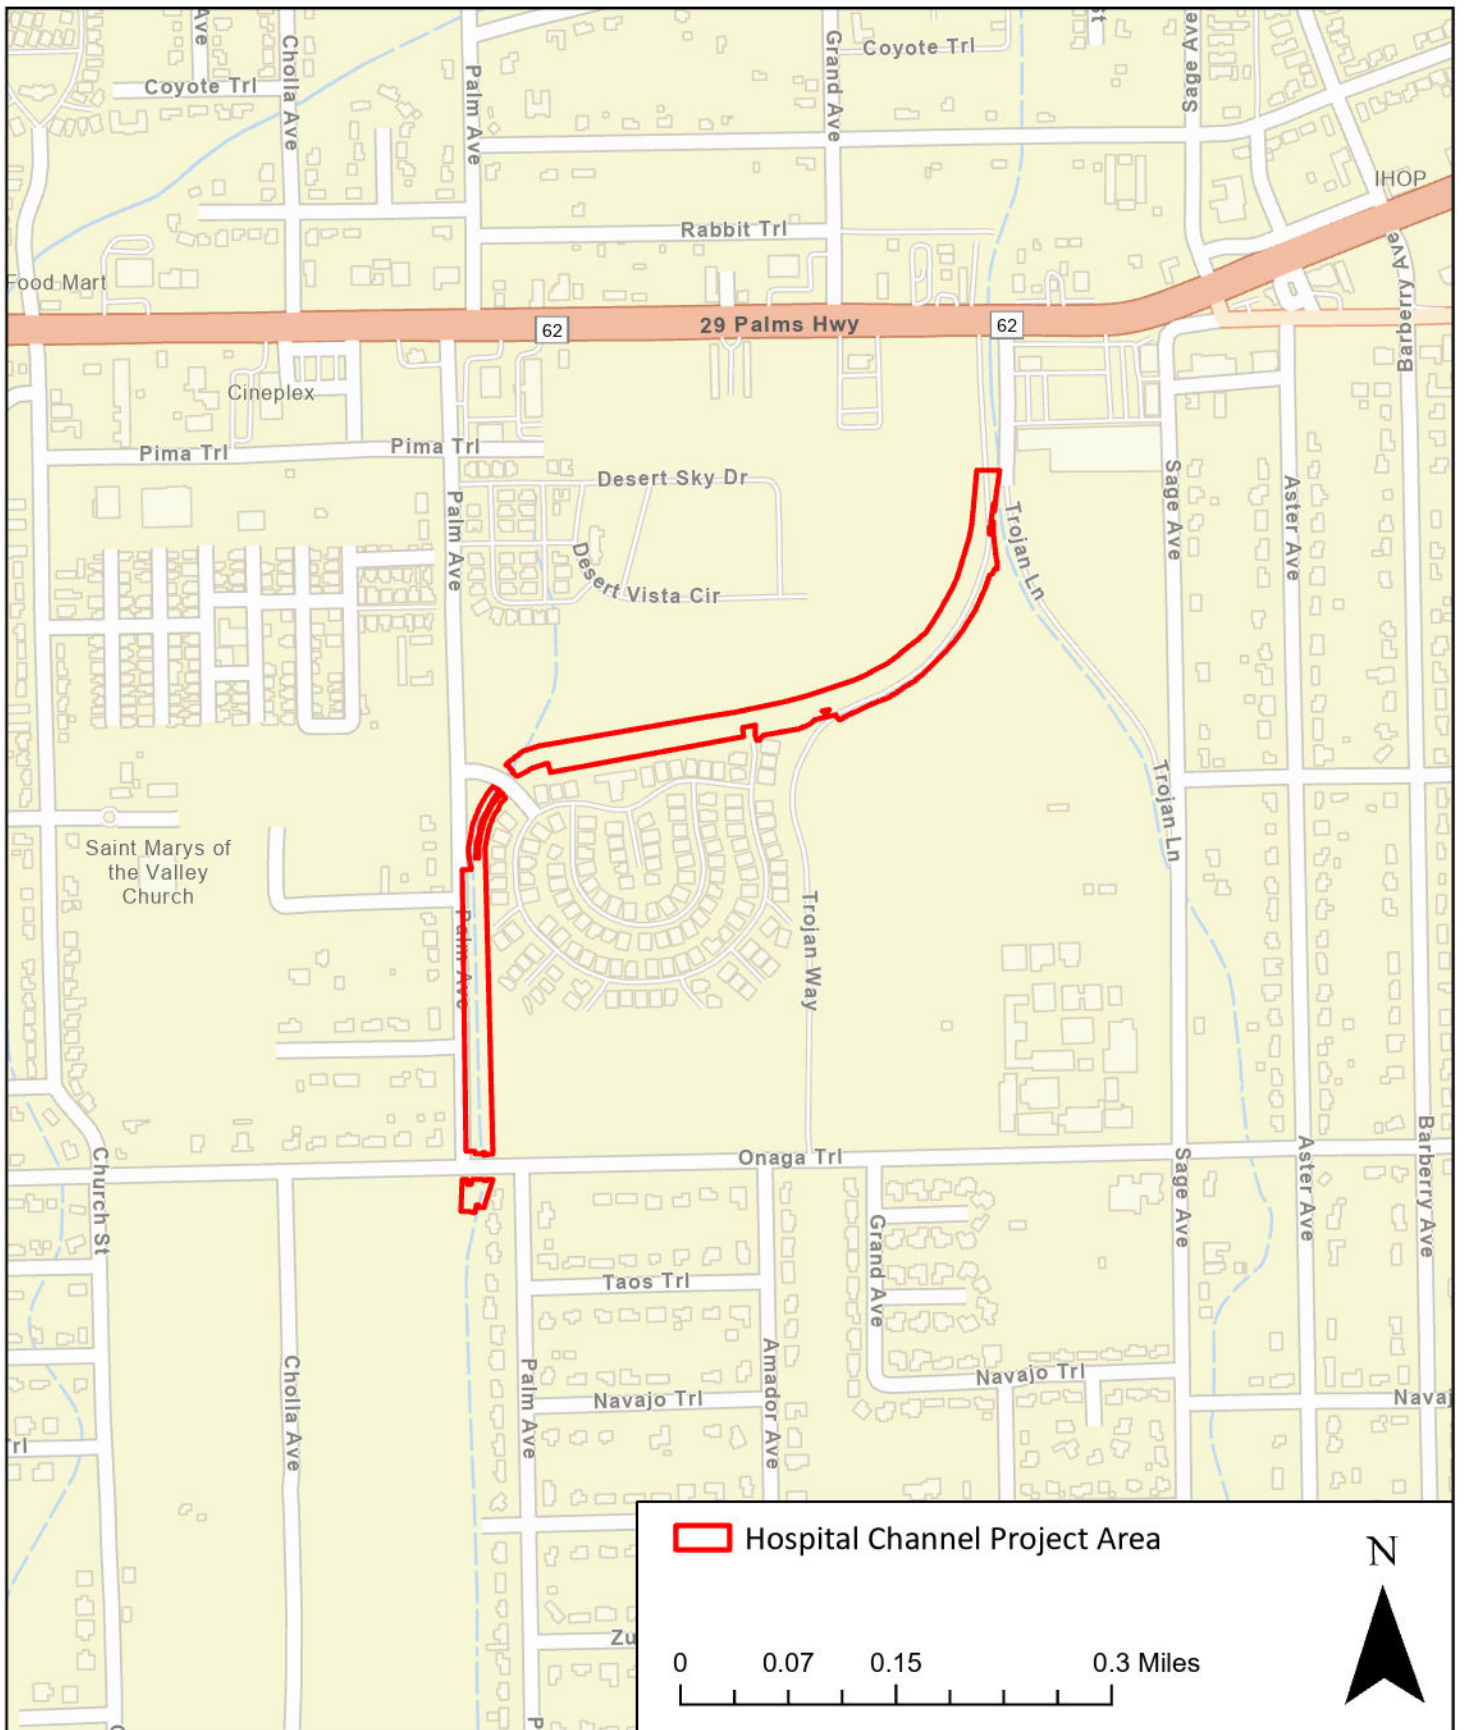 Ave
Cholla Ave
Coyote Trl
Palm Ave
Grand Ave
Coyote Trl
Sage Ave
IHOP
Rabbit Trl
Food Mart
Barberry Ave
62
29 Palms Hwy
62
Cineplex
Pima Trl
Pima Trl
Desert Sky Dr
Palm Ave
Sage Ave
Aster Ave
Trojan Ln
Desert Vista Cir
Trojan Ln
Saint Marys of
the Valley
Church
Palm Ave
Trojan Way
Onaga Trl
Church St
Sage Ave
Aster Ave
Barberry Ave
Grand Ave
Taos Trl
Cholla Ave
Palm Ave
Amador Ave
Navajo Trl
Navajo Trl
Navaj
Trl
Zu
P
Hospital Channel Project Area
N
0 0.07 0.15 0.3 Miles